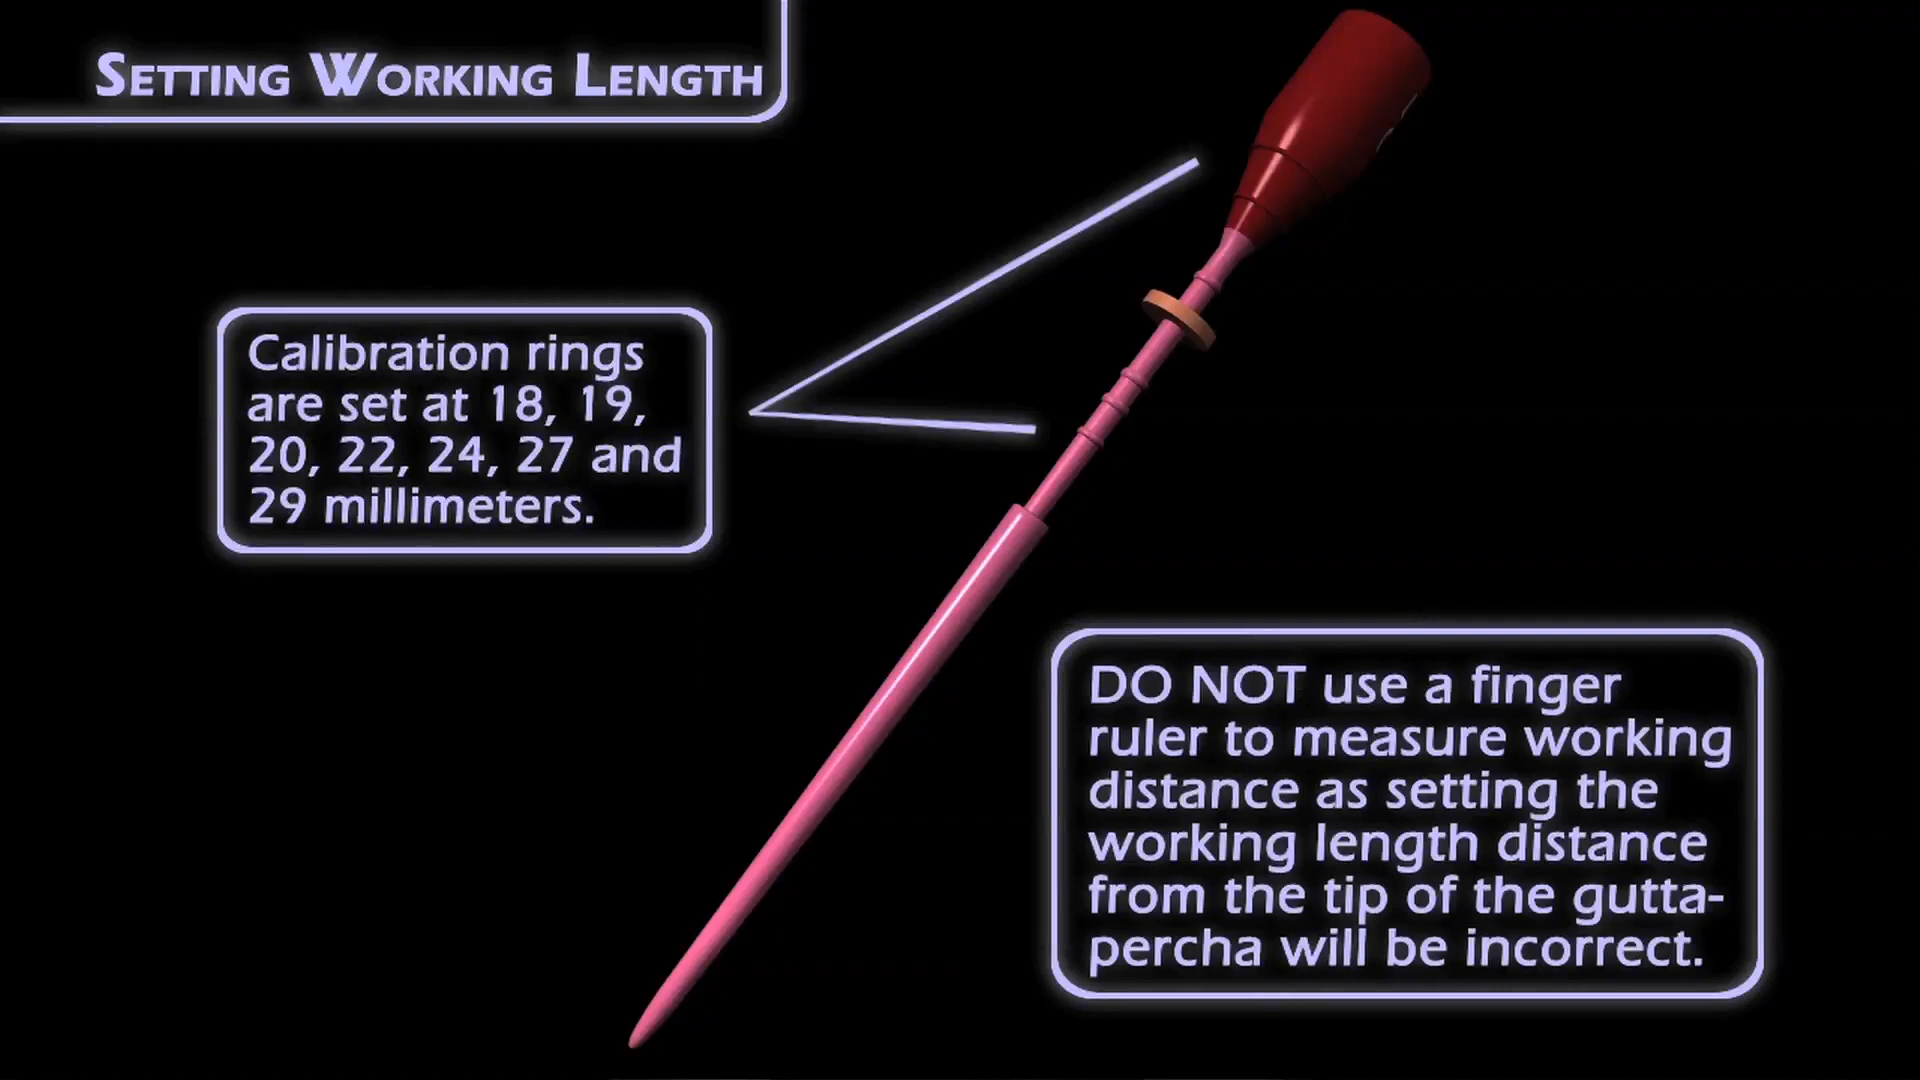 SETTING WORKING LENGTH
Calibration rings
are set at 18, 19,
20, 22, 24, 27 and
29 millimeters.
DO NOT use a finger
ruler to measure working
distance as setting the
working length distance
from the tip of the gutta-
percha will be incorrect.